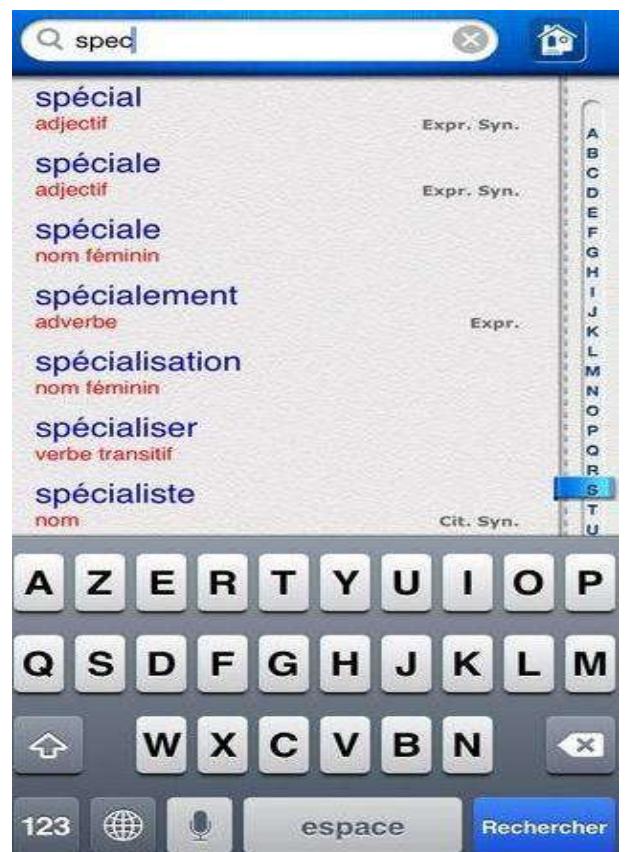 spec
spécial
adjectif Expr. Syn.
spéciale
adjectif Expr. Syn.
spéciale
nom féminin
spécialement
adverbe Expr.
spécialisation
nom féminin
spécialiser
verbe transitif
spécialiste
nom Cit. Syn.
A
B
C
D
E
F
G
H
I
J
K
L
M
N
O
P
Q
R
S
T
U
A Z E R T Y U I O P
Q S D F G H J K L M
W X C V B N
123 espace Rechercher